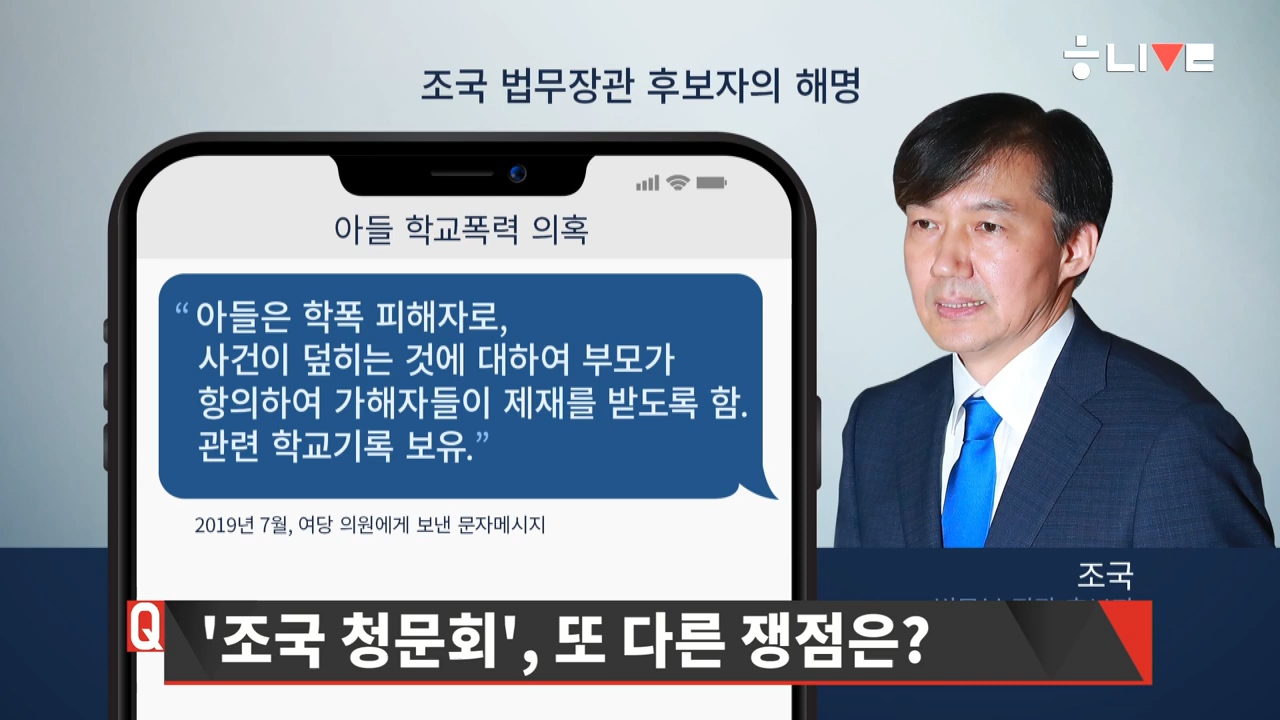 ㅎLIVE
조국 법무장관 후보자의 해명
아들 학교폭력 의혹
“ 아들은 학폭 피해자로,
사건이 덮히는 것에 대하여 부모가
항의하여 가해자들이 제재를 받도록 함.
관련 학교기록 보유.”
2019년 7월, 여당 의원에게 보낸 문자메시지
조국
Q
'조국 청문회', 또 다른 쟁점은?